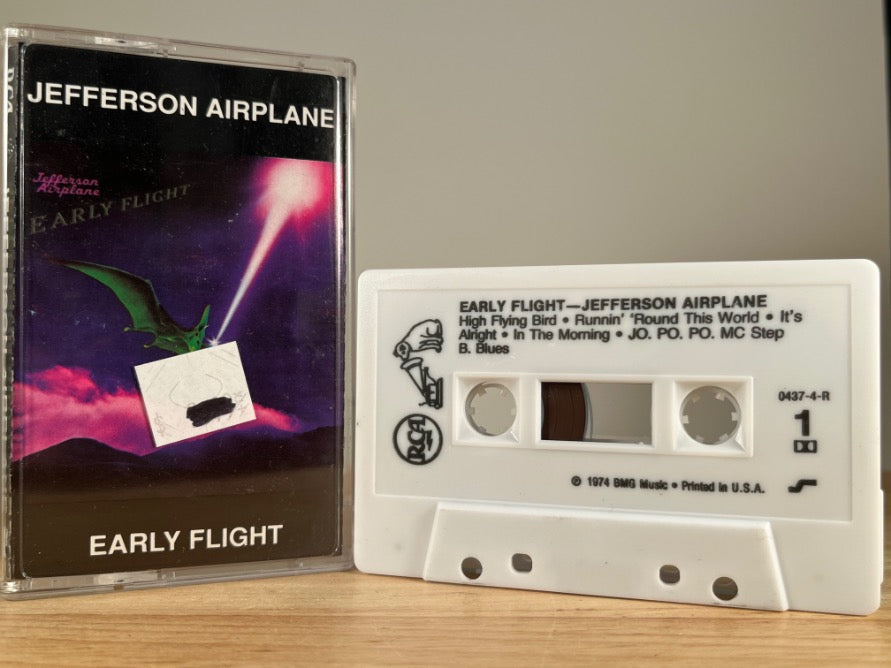 RCA
JEFFERSON AIRPLANE
Jefferson
Airplane
EARLY FLIGHT
EARLY FLIGHT
EARLY FLIGHT—JEFFERSON AIRPLANE
High Flying Bird • Runnin' 'Round This World • It's
Alright • In The Morning • JO. PO. PO. MC Step
B. Blues
0437-4-R
1
RCA
℗ 1974 BMG Music • Printed in U.S.A.